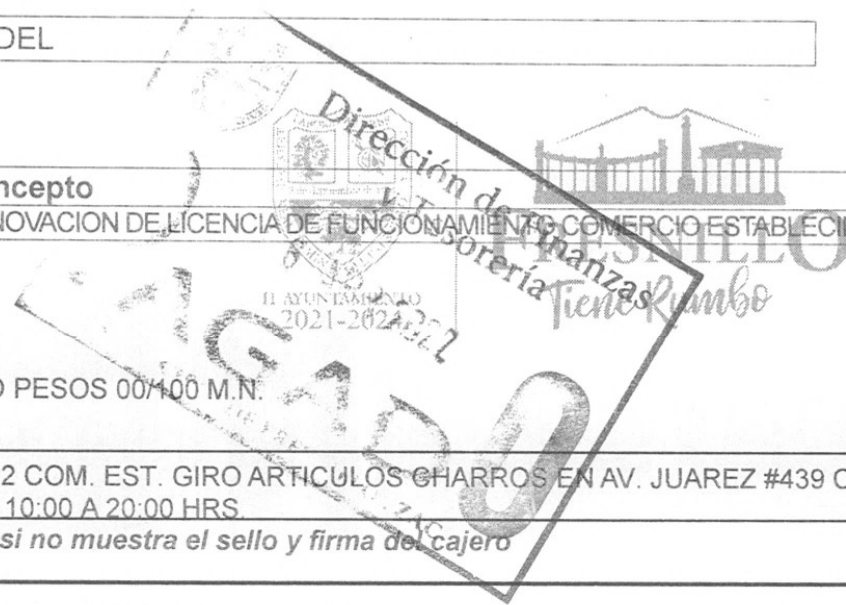 DEL
Dirección de Finanzas
y Tesorería
ncepto
NOVACION DE LICENCIA DE FUNCIONAMIENTO COMERCIO ESTABLECI
FRESNILLO
Tiene Rumbo
H. AYUNTAMIENTO
2021-2024
AGADO
O PESOS 00/100 M.N.
2 COM. EST. GIRO ARTICULOS CHARROS EN AV. JUAREZ #439 C
10:00 A 20:00 HRS.
si no muestra el sello y firma del cajero